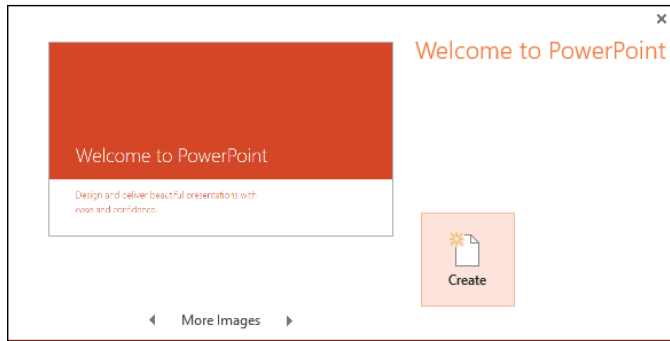 Welcome to PowerPoint
Welcome to PowerPoint
Design and deliver beautiful presentations with
ease and confidence.
Create
More Images